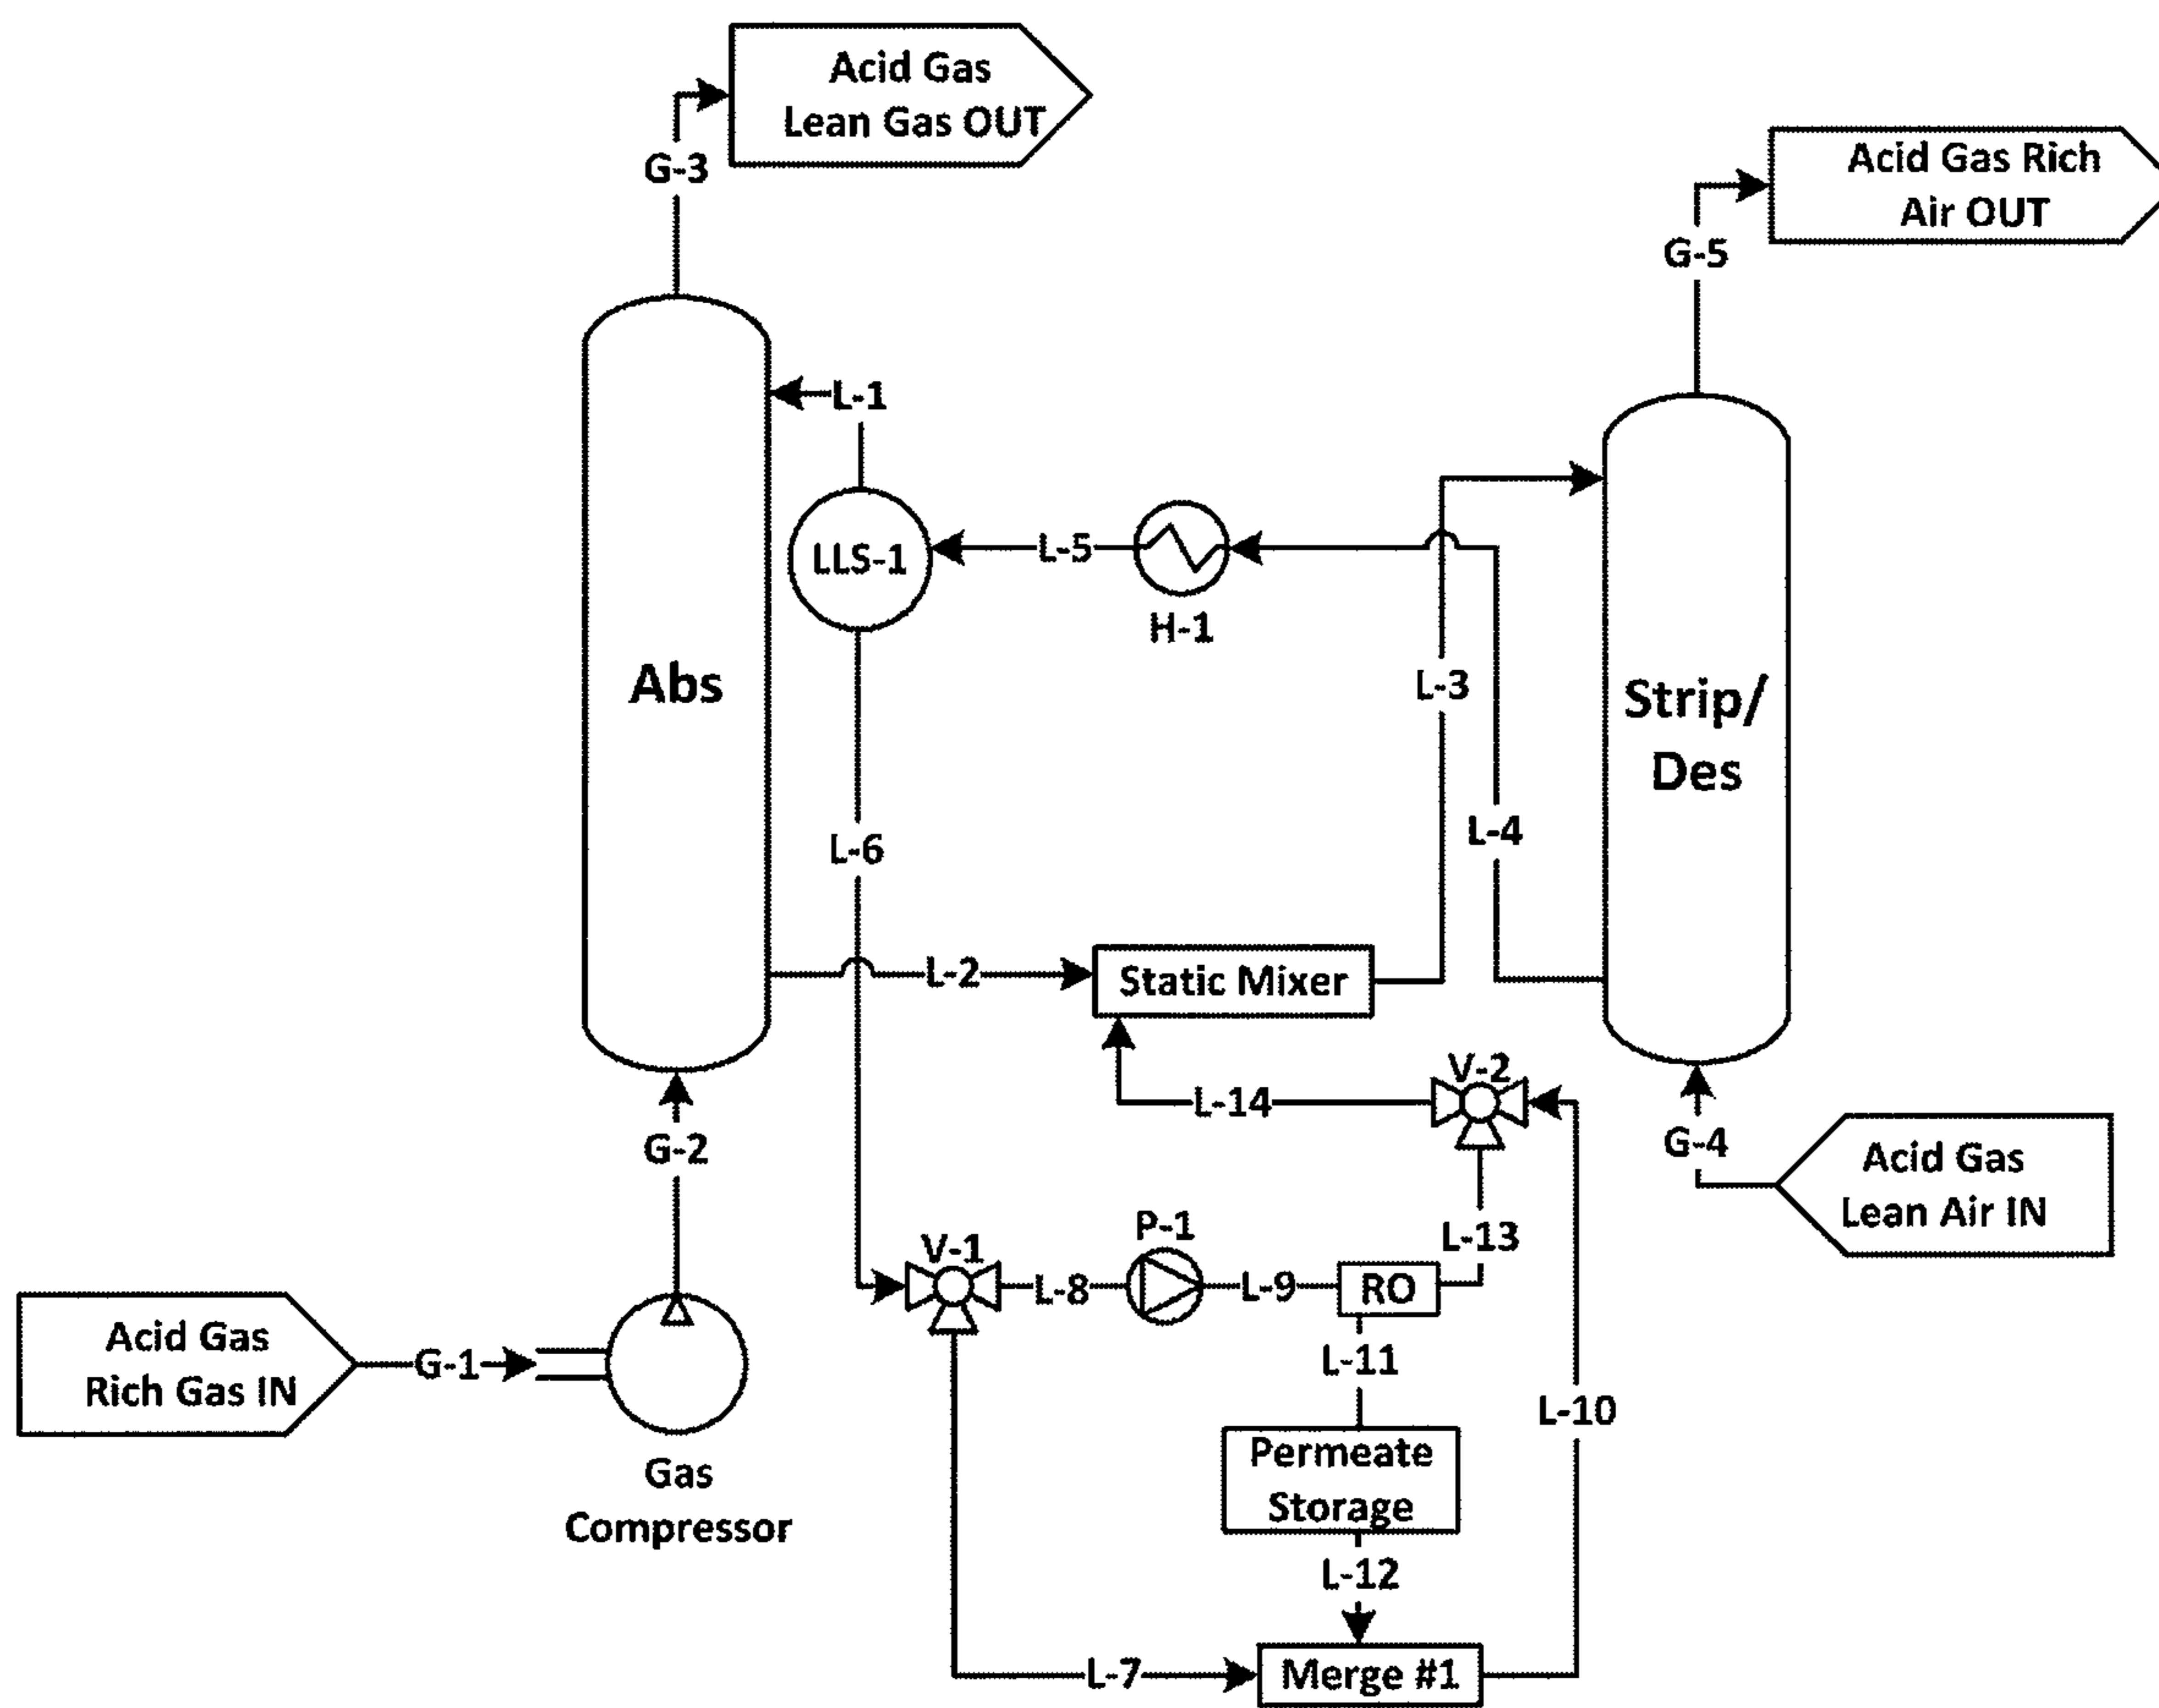 Acid Gas
Lean Gas OUT
G-3
Acid Gas Rich
Air OUT
G-5
L-1
LLS-1
L-5
H-1
Abs
L-3
Strip/
Des
L-4
L-6
L-2
Static Mixer
V-2
L-14
G-2
G-4
Acid Gas
Lean Air IN
P-1
L-13
V-1
L-8
L-9
RO
Acid Gas
Rich Gas IN
G-1
L-11
L-10
Gas
Compressor
Permeate
Storage
L-12
L-7
Merge #1